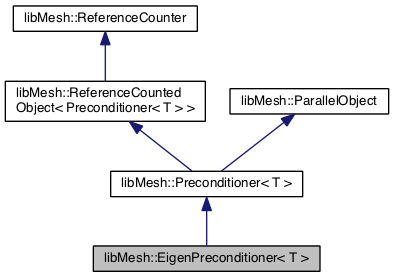 libMesh::ReferenceCounter
libMesh::ReferenceCounted
Object< Preconditioner< T > >
libMesh::ParallelObject
libMesh::Preconditioner< T >
libMesh::EigenPreconditioner< T >